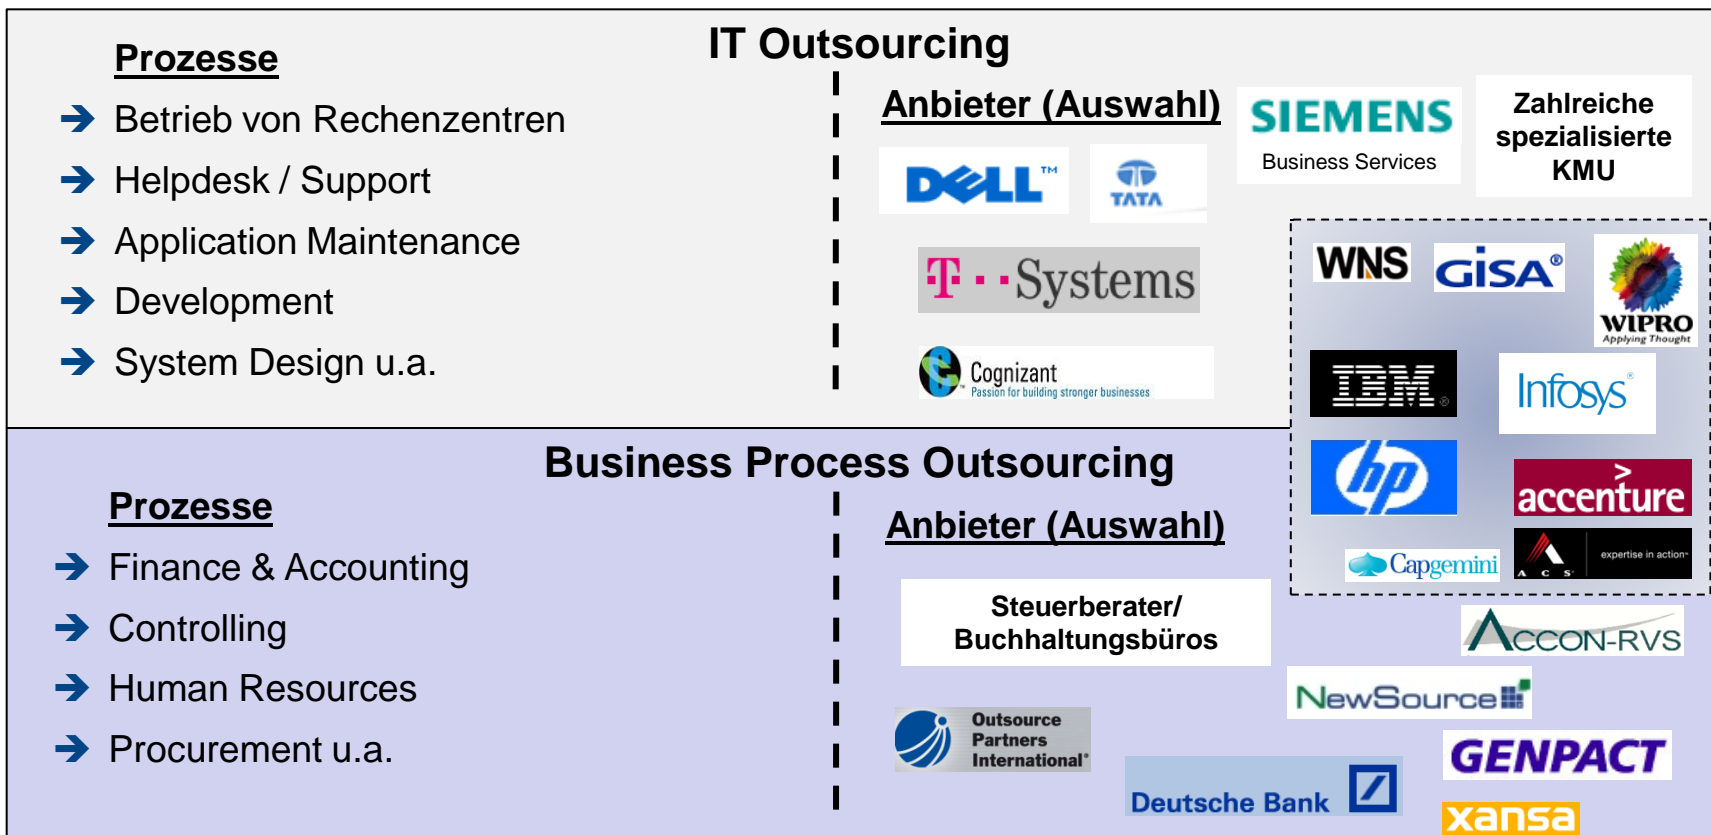 IT Outsourcing
Prozesse
Betrieb von Rechenzentren
Helpdesk / Support
Application Maintenance
Development
System Design u.a.
Anbieter (Auswahl)
DELL™
TATA
SIEMENS
Business Services
Zahlreiche
spezialisierte
KMU
T··Systems
Cognizant
Passion for building stronger businesses
WNS
GiSA®
WIPRO
Applying Thought
IBM®
Infosys®
hp
accenture
Capgemini
ACS®
expertise in action™
Business Process Outsourcing
Prozesse
Finance & Accounting
Controlling
Human Resources
Procurement u.a.
Anbieter (Auswahl)
Steuerberater/
Buchhaltungsbüros
ACCON-RVS
NewSource
Outsource
Partners
International®
GENPACT
Deutsche Bank
xansa